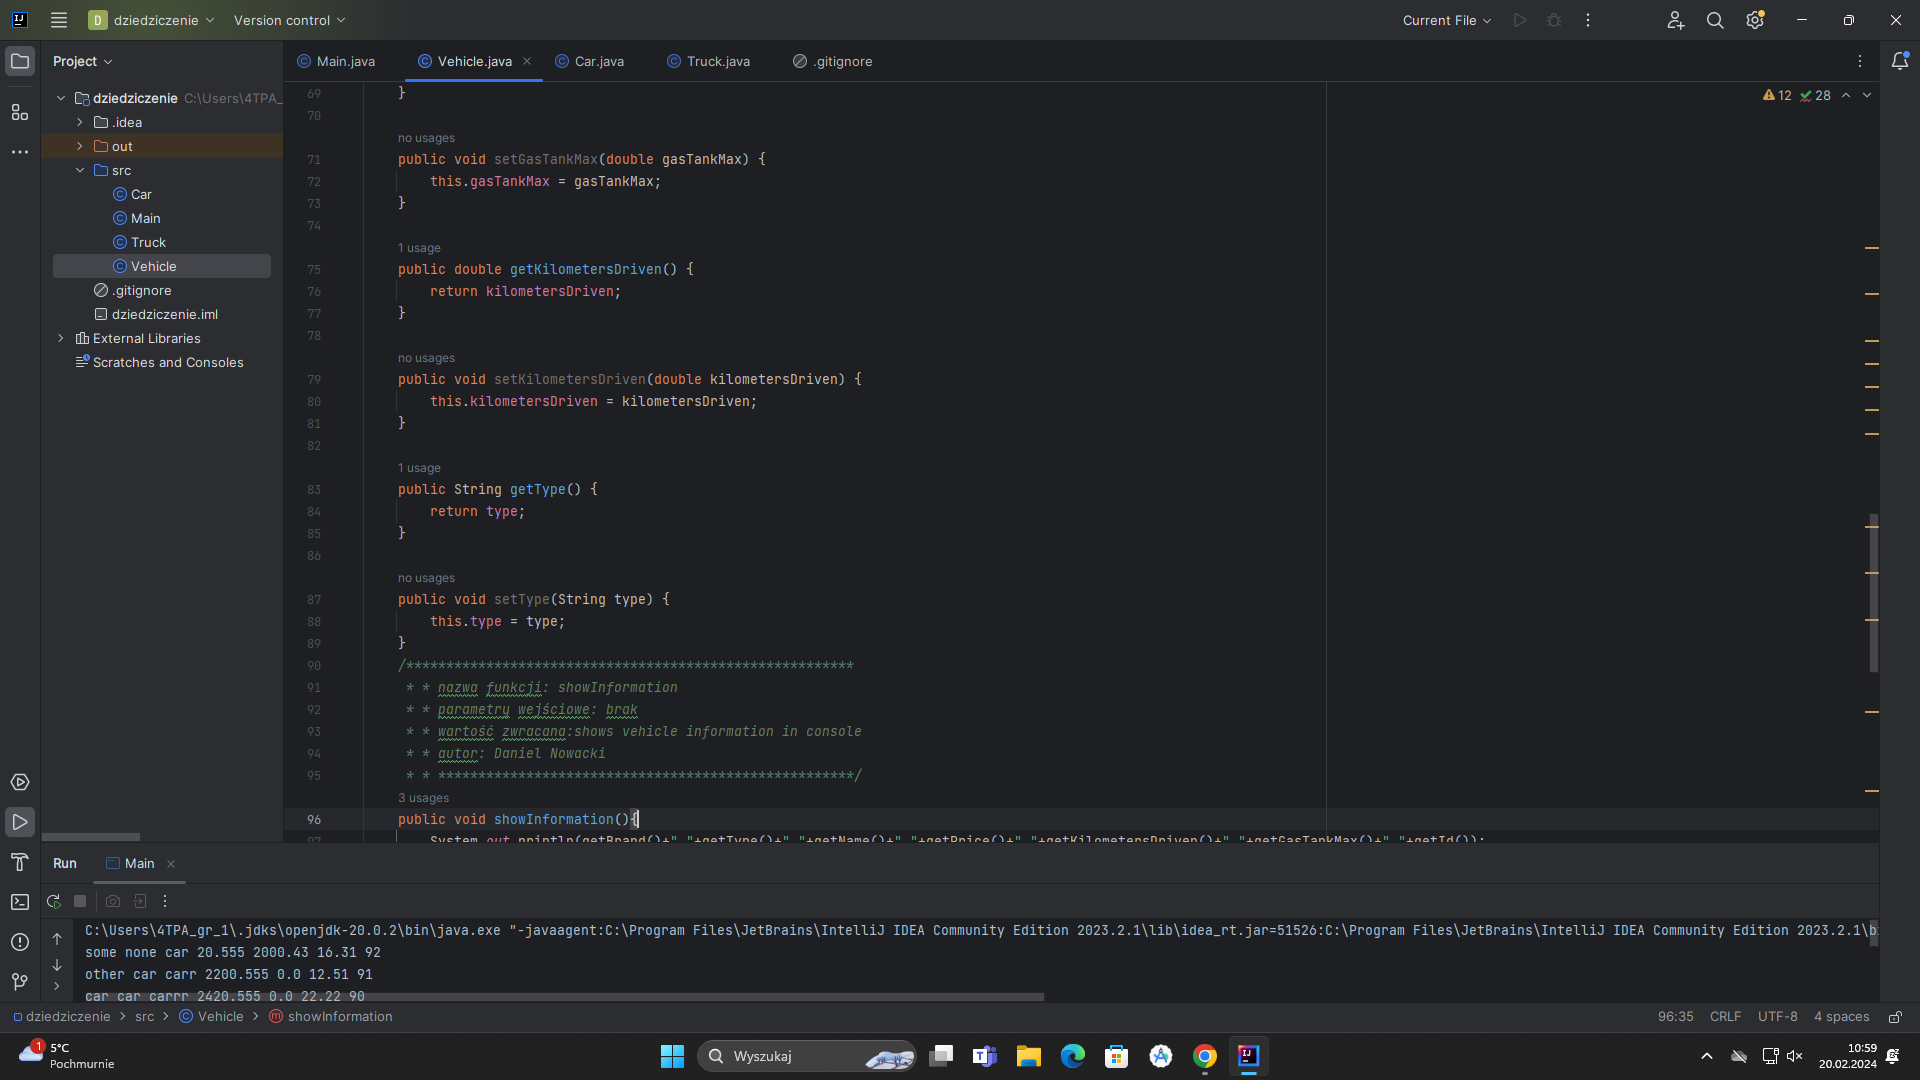 D dziedziczenie Version control Current File
Project
Main.java Vehicle.java Car.java Truck.java .gitignore
dziedziczenie C:\Users\4TPA_
.idea
out
src
Car
Main
Truck
Vehicle
.gitignore
dziedziczenie.iml
External Libraries
Scratches and Consoles
12 28
69 }
70
no usages
71 public void setGasTankMax(double gasTankMax) {
72 this.gasTankMax = gasTankMax;
73 }
74
1 usage
75 public double getKilometersDriven() {
76 return kilometersDriven;
77 }
78
no usages
79 public void setKilometersDriven(double kilometersDriven) {
80 this.kilometersDriven = kilometersDriven;
81 }
82
1 usage
83 public String getType() {
84 return type;
85 }
86
no usages
87 public void setType(String type) {
88 this.type = type;
89 }
90 /********************************************************
91 * * nazwa funkcji: showInformation
92 * * parametry wejściowe: brak
93 * * wartość zwracana:shows vehicle information in console
94 * * autor: Daniel Nowacki
95 * * ****************************************************/
3 usages
96 public void showInformation(){
97 System.out.println(getBrand()+" "+getType()+" "+getName()+" "+getPrice()+" "+getKilometersDriven()+" "+getGasTankMax()+" "+getId());
Run Main
C:\Users\4TPA_gr_1\.jdks\openjdk-20.0.2\bin\java.exe "-javaagent:C:\Program Files\JetBrains\IntelliJ IDEA Community Edition 2023.2.1\lib\idea_rt.jar=51526:C:\Program Files\JetBrains\IntelliJ IDEA Community Edition 2023.2.1\b
some none car 20.555 2000.43 16.31 92
other car carr 2200.555 0.0 12.51 91
car car carrr 2420.555 0.0 22.22 90
dziedziczenie > src > Vehicle > showInformation
96:35 CRLF UTF-8 4 spaces
1 5°C
Pochmurnie
Wyszukaj
10:59
20.02.2024